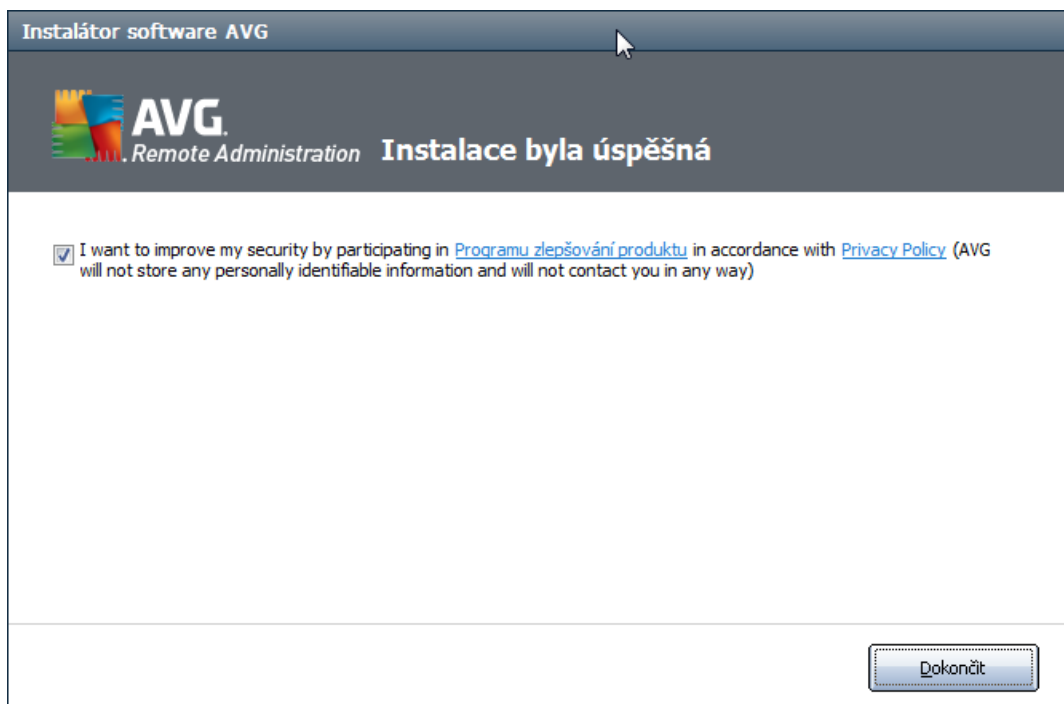 Instalátor software AVG
AVG.
Remote Administration
Instalace byla úspěšná
I want to improve my security by participating in Programu zlepšování produktu in accordance with Privacy Policy (AVG
will not store any personally identifiable information and will not contact you in any way)
Dokončit